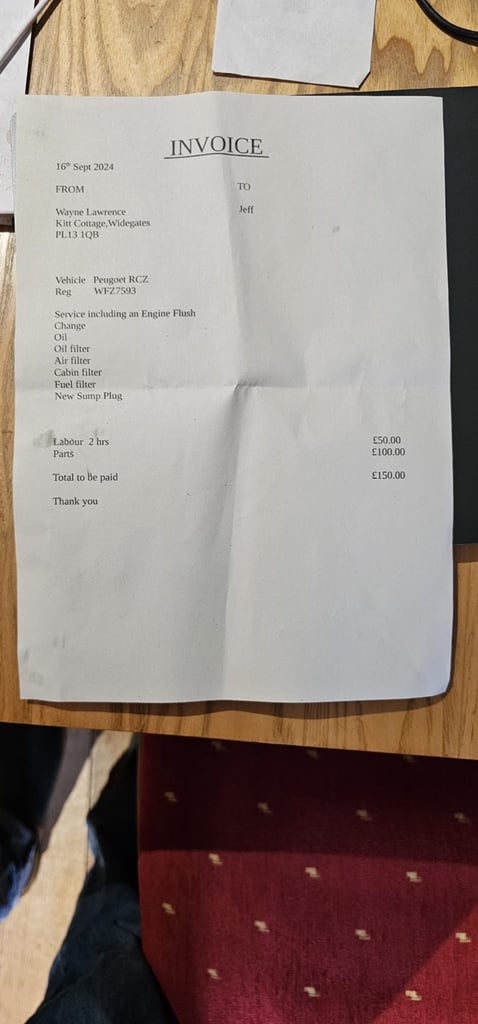 INVOICE
16th Sept 2024
FROM TO
Wayne Lawrence Jeff
Kitt Cottage,Widegates
PL13 1QB
Vehicle Peugoet RCZ
Reg WFZ7593
Service including an Engine Flush
Change
Oil
Oil filter
Air filter
Cabin filter
Fuel filter
New Sump Plug
Labour 2 hrs £50.00
Parts £100.00
Total to be paid £150.00
Thank you